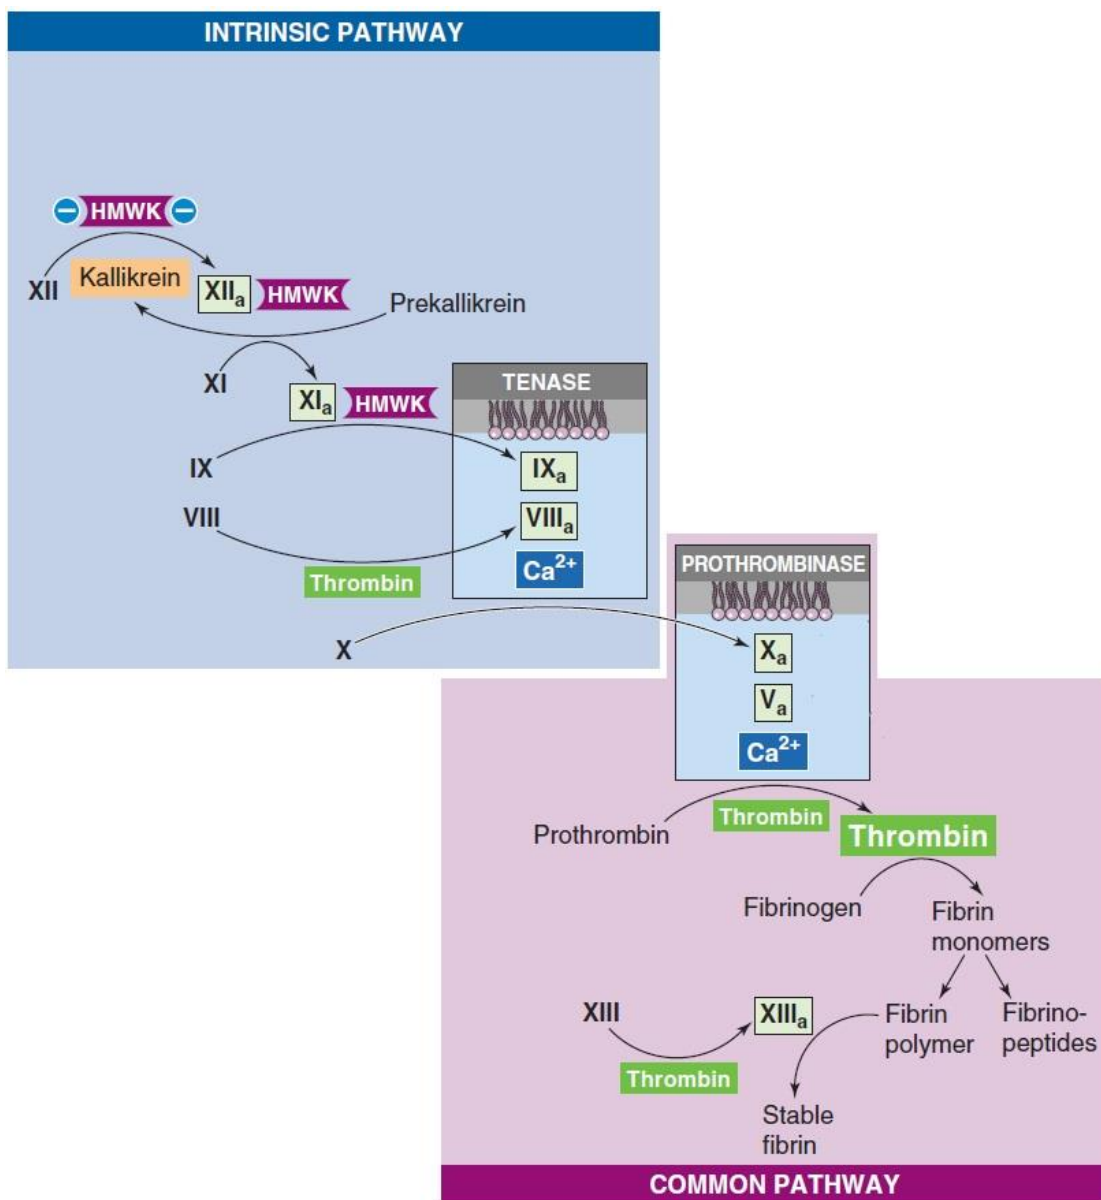 INTRINSIC PATHWAY
− HMWK −
XII
Kallikrein
XIIa
HMWK
Prekallikrein
XI
XIa
HMWK
TENASE
IX
IXa
VIII
VIIIa
Thrombin
Ca2+
PROTHROMBINASE
X
Xa
Va
Ca2+
Prothrombin
Thrombin
Thrombin
Fibrinogen
Fibrin
monomers
XIII
XIIIa
Thrombin
Fibrin
polymer
Fibrino-
peptides
Stable
fibrin
COMMON PATHWAY